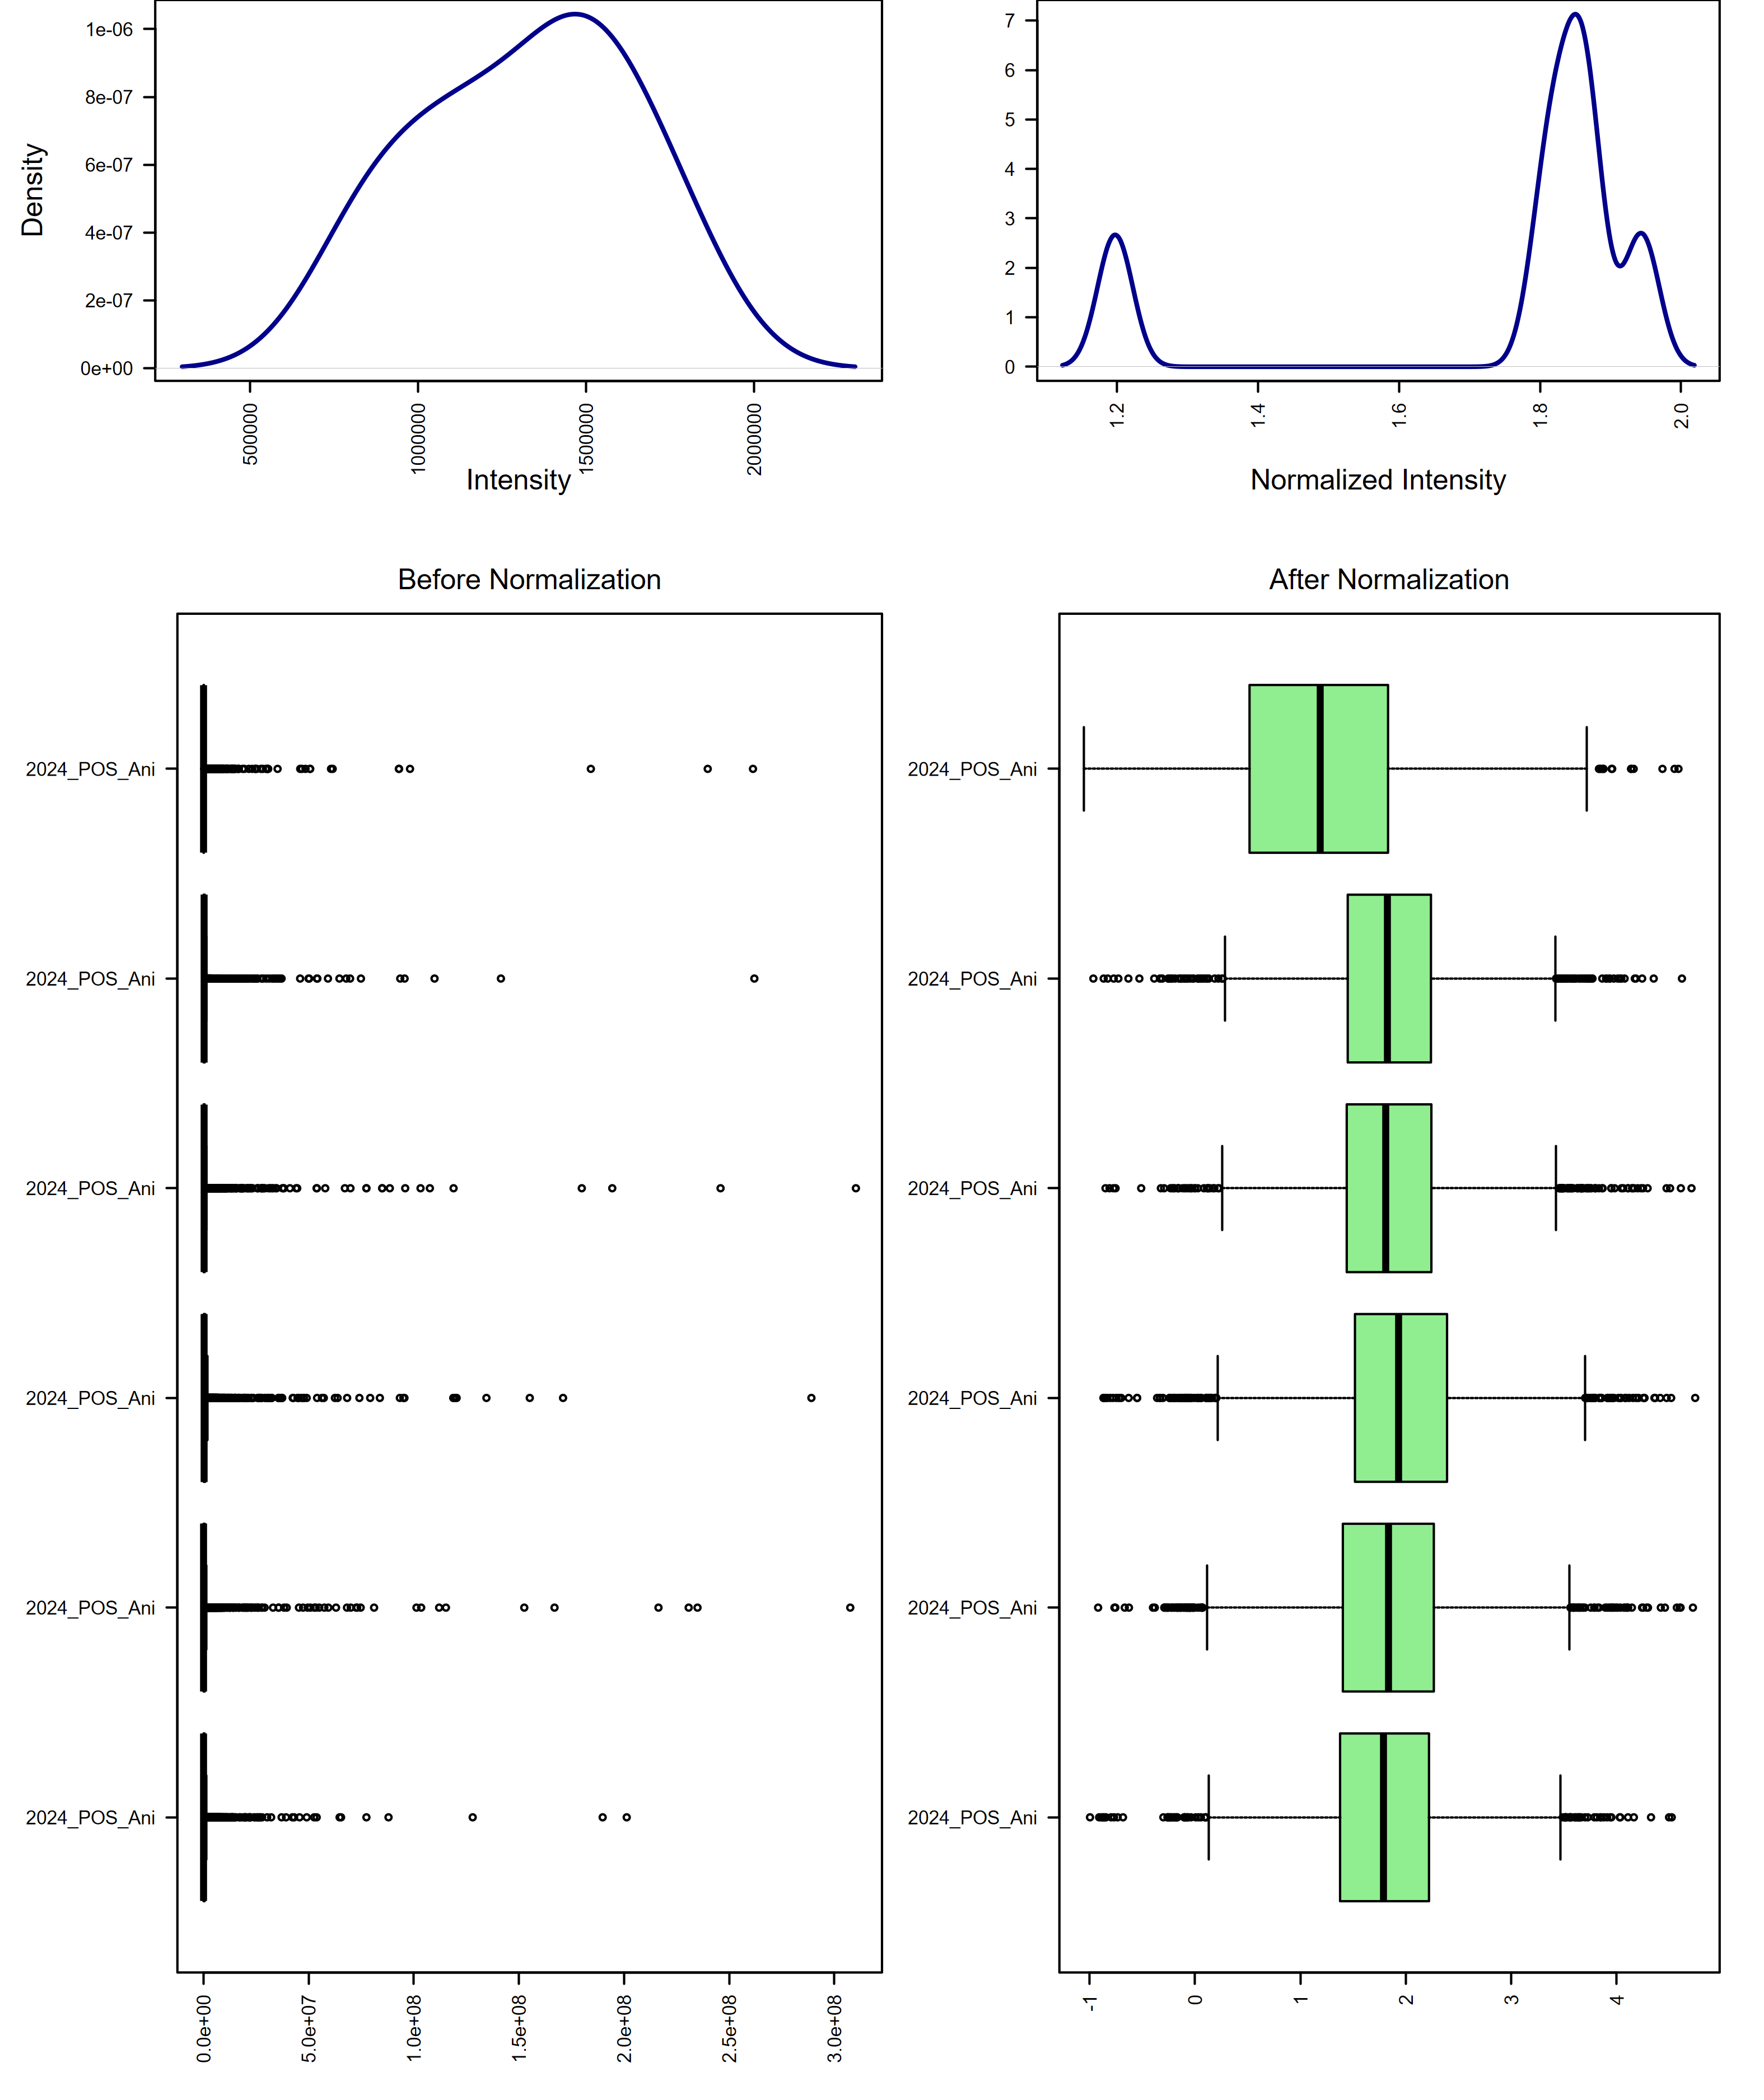 Density
1e-06
8e-07
6e-07
4e-07
2e-07
0e+00
500000
1000000
1500000
2000000
Intensity
7
6
5
4
3
2
1
0
1.2
1.4
1.6
1.8
2.0
Normalized Intensity
Before Normalization
2024_POS_Ani
2024_POS_Ani
2024_POS_Ani
2024_POS_Ani
2024_POS_Ani
2024_POS_Ani
0.0e+00
5.0e+07
1.0e+08
1.5e+08
2.0e+08
2.5e+08
3.0e+08
After Normalization
2024_POS_Ani
2024_POS_Ani
2024_POS_Ani
2024_POS_Ani
2024_POS_Ani
2024_POS_Ani
-1
0
1
2
3
4